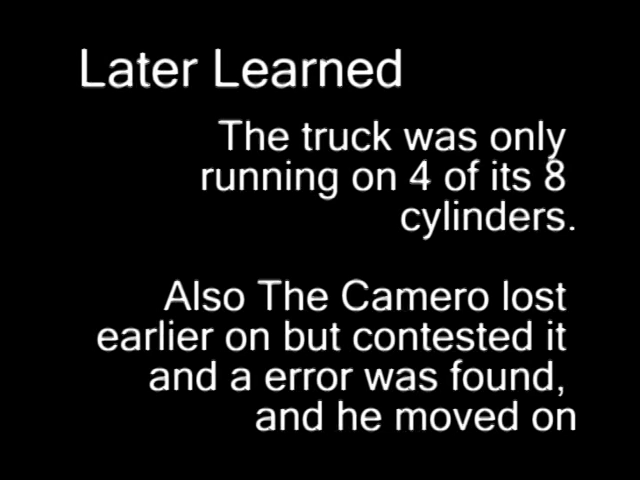 Later Learned
The truck was only
running on 4 of its 8
cylinders.
Also The Camero lost
earlier on but contested it
and a error was found,
and he moved on